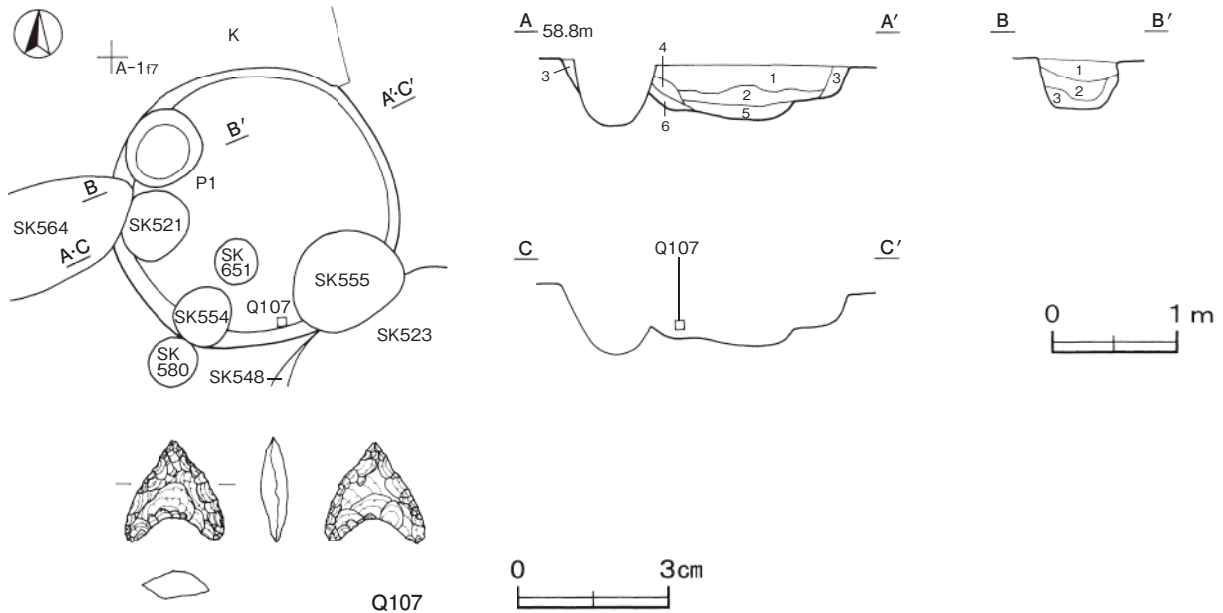 K
A-1f7
A'·C'
B'
B
P1
SK564
A·C
SK521
SK
651
SK555
Q107
SK554
SK523
SK
580
SK548
A 58.8m A'
4
3
1
3
2
5
6
B B'
1
2
3
C C'
Q107
0 1 m
0 3cm
Q107